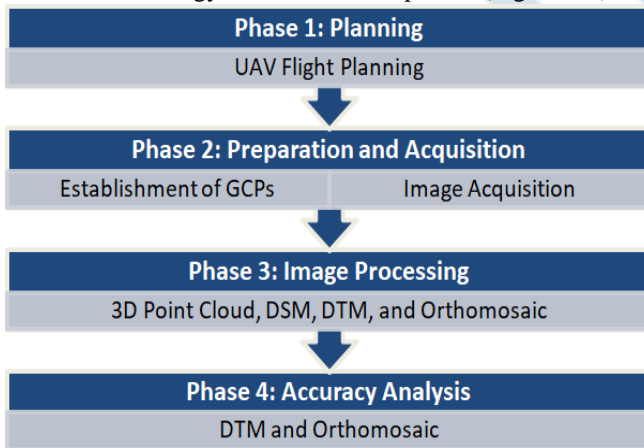 Phase 1: Planning
UAV Flight Planning
Phase 2: Preparation and Acquisition
Establishment of GCPs Image Acquisition
Phase 3: Image Processing
3D Point Cloud, DSM, DTM, and Orthomosaic
Phase 4: Accuracy Analysis
DTM and Orthomosaic